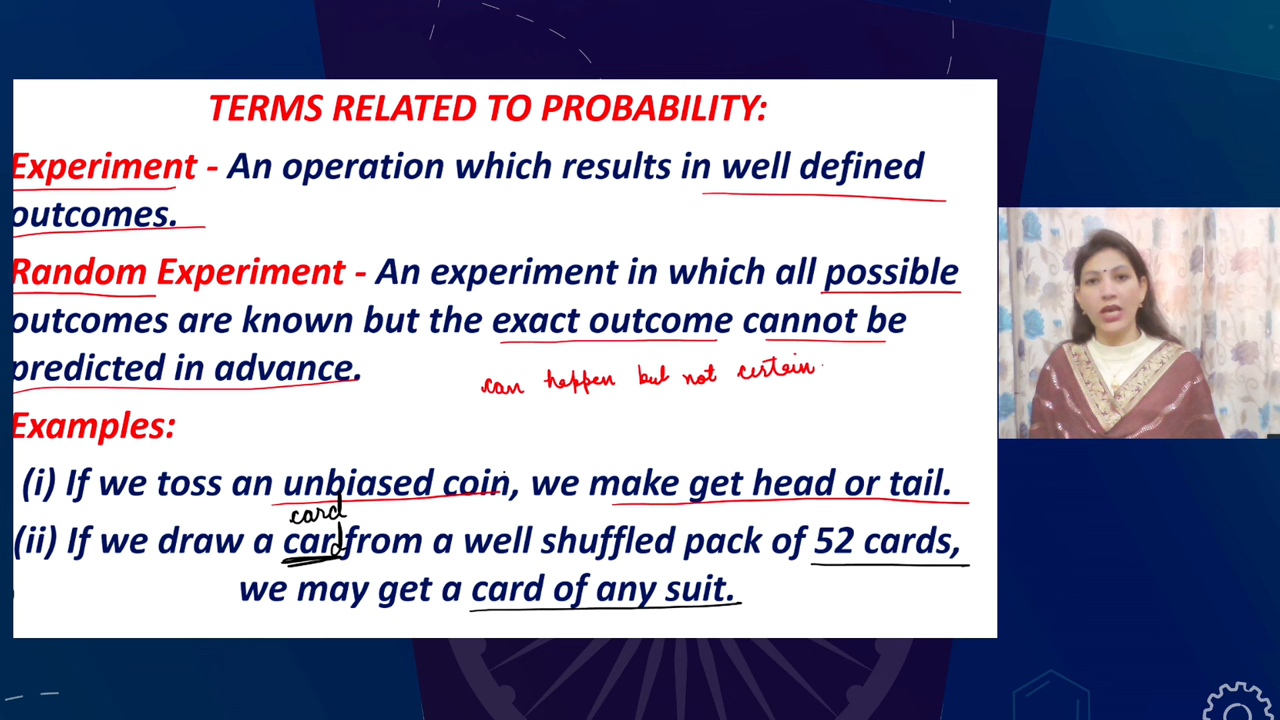 TERMS RELATED TO PROBABILITY:
Experiment - An operation which results in well defined
outcomes.
Random Experiment - An experiment in which all possible
outcomes are known but the exact outcome cannot be
predicted in advance.
can happen but not certain
Examples:
(i) If we toss an unbiased coin, we make get head or tail.
card
(ii) If we draw a card from a well shuffled pack of 52 cards,
we may get a card of any suit.